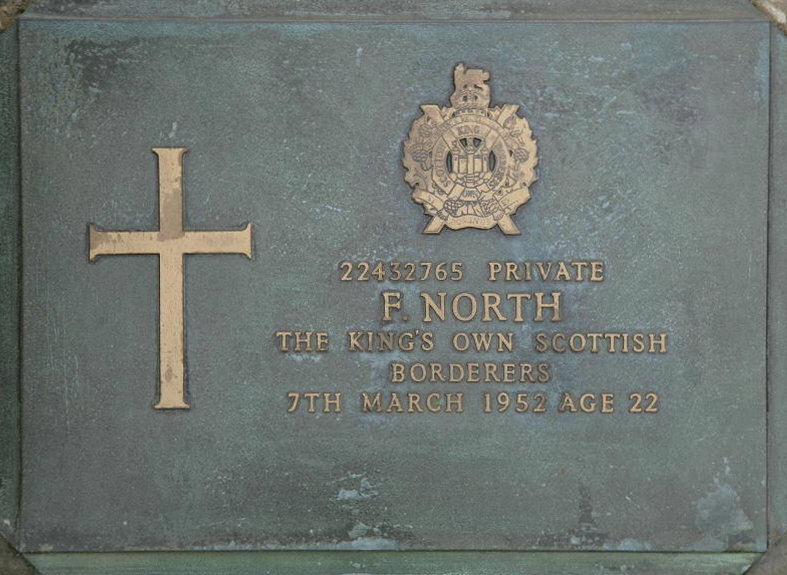 22432765 PRIVATE
F. NORTH
THE KING'S OWN SCOTTISH
BORDERERS
7TH MARCH 1952 AGE 22